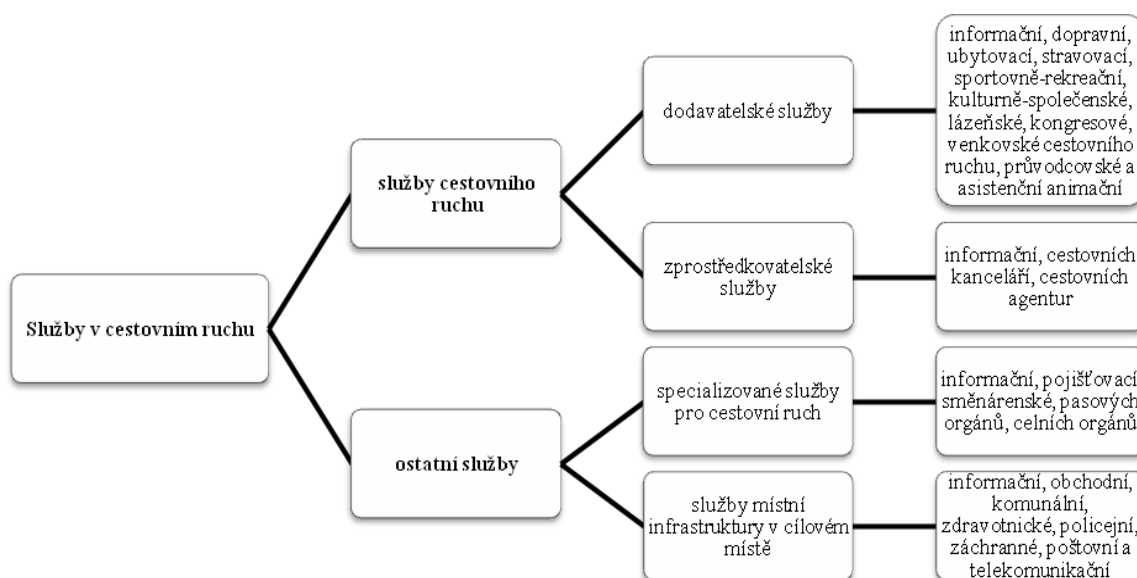 Služby v cestovním ruchu
služby cestovního
ruchu
dodavatelské služby
informační, dopravní,
ubytovací, stravovací,
sportovně-rekreační,
kulturně-společenské,
lázeňské, kongresové,
venkovské cestovního
ruchu, průvodcovské a
asistenční animační
zprostředkovatelské
služby
informační, cestovních
kanceláří, cestovních
agentur
ostatní služby
specializované služby
pro cestovní ruch
informační, pojišťovací,
směnárenské, pasových
orgánů, celních orgánů
služby místní
infrastruktury v cílovém
místě
informační, obchodní,
komunální,
zdravotnické, policejní,
záchranné, poštovní a
telekomunikační